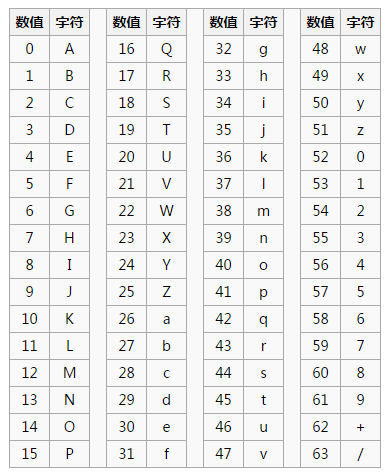 数值 字符 数值 字符 数值 字符 数值 字符
0 A 16 Q 32 g 48 w
1 B 17 R 33 h 49 x
2 C 18 S 34 i 50 y
3 D 19 T 35 j 51 z
4 E 20 U 36 k 52 0
5 F 21 V 37 l 53 1
6 G 22 W 38 m 54 2
7 H 23 X 39 n 55 3
8 I 24 Y 40 o 56 4
9 J 25 Z 41 p 57 5
10 K 26 a 42 q 58 6
11 L 27 b 43 r 59 7
12 M 28 c 44 s 60 8
13 N 29 d 45 t 61 9
14 O 30 e 46 u 62 +
15 P 31 f 47 v 63 /